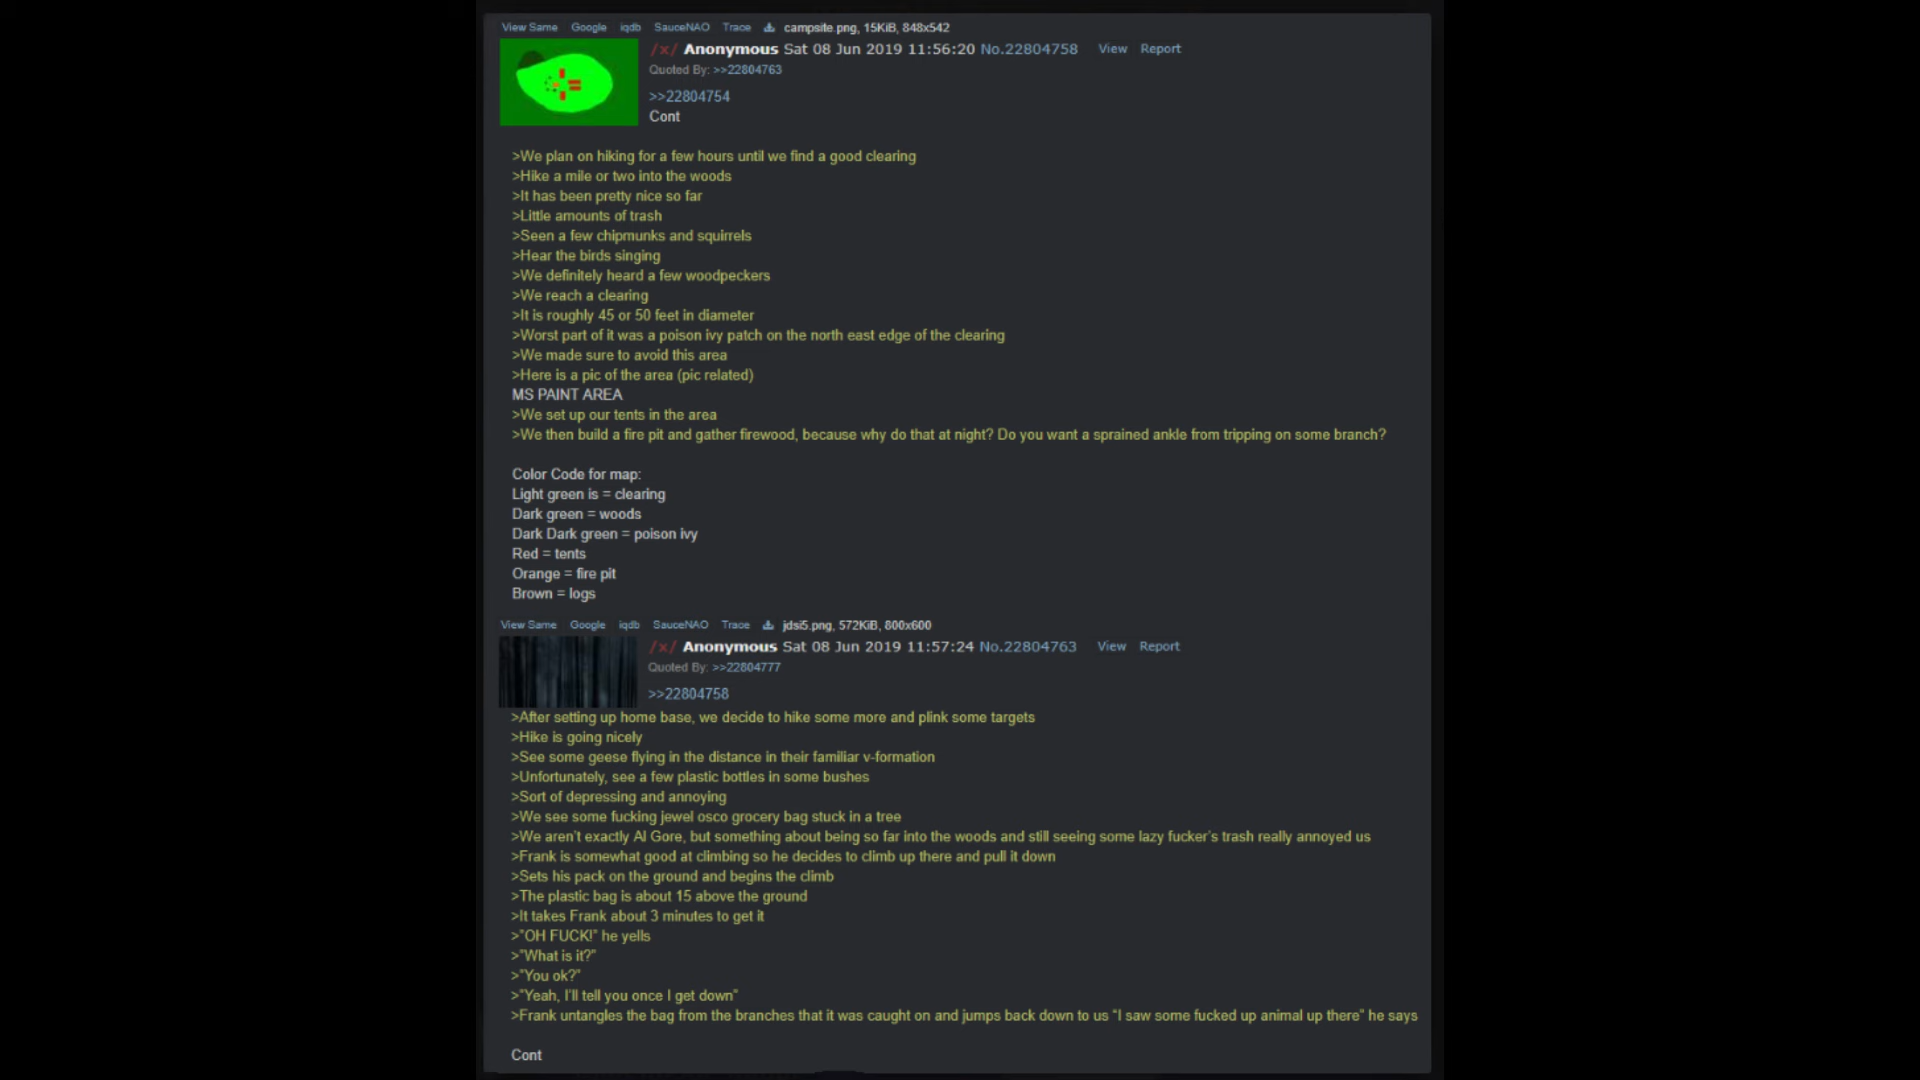 View Same Google iqdb SauceNAO Trace campsite.png, 15KiB, 848x542
/x/ Anonymous Sat 08 Jun 2019 11:56:20 No.22804758 View Report
Quoted By: >>22804763
>>22804754
Cont
>We plan on hiking for a few hours until we find a good clearing
>Hike a mile or two into the woods
>It has been pretty nice so far
>Little amounts of trash
>Seen a few chipmunks and squirrels
>Hear the birds singing
>We definitely heard a few woodpeckers
>We reach a clearing
>It is roughly 45 or 50 feet in diameter
>Worst part of it was a poison ivy patch on the north east edge of the clearing
>We made sure to avoid this area
>Here is a pic of the area (pic related)
MS PAINT AREA
>We set up our tents in the area
>We then build a fire pit and gather firewood, because why do that at night? Do you want a sprained ankle from tripping on some branch?
Color Code for map:
Light green is = clearing
Dark green = woods
Dark Dark green = poison ivy
Red = tents
Orange = fire pit
Brown = logs
View Same Google iqdb SauceNAO Trace jdsi5.png, 572KiB, 800x600
/x/ Anonymous Sat 08 Jun 2019 11:57:24 No.22804763 View Report
Quoted By: >>22804777
>>22804758
>After setting up home base, we decide to hike some more and plink some targets
>Hike is going nicely
>See some geese flying in the distance in their familiar v-formation
>Unfortunately, see a few plastic bottles in some bushes
>Sort of depressing and annoying
>We see some fucking jewel osco grocery bag stuck in a tree
>We aren't exactly Al Gore, but something about being so far into the woods and still seeing some lazy fucker's trash really annoyed us
>Frank is somewhat good at climbing so he decides to climb up there and pull it down
>Sets his pack on the ground and begins the climb
>The plastic bag is about 15 above the ground
>It takes Frank about 3 minutes to get it
>"OH FUCK!" he yells
>"What is it?"
>"You ok?"
>"Yeah, I'll tell you once I get down"
>Frank untangles the bag from the branches that it was caught on and jumps back down to us "I saw some fucked up animal up there" he says
Cont